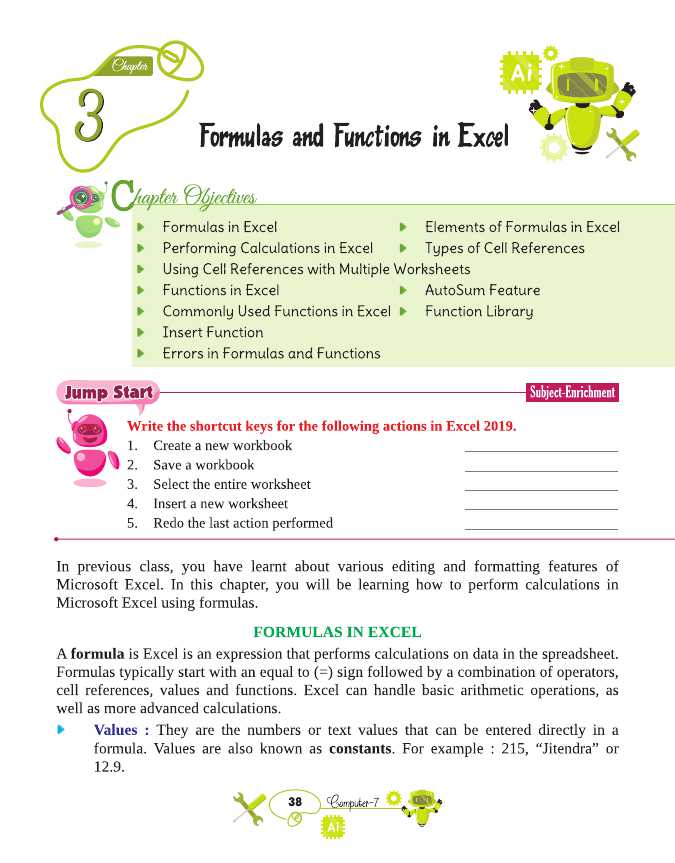 Chapter
3
Ai
Formulas and Functions in Excel
Chapter Objectives
Formulas in Excel
Elements of Formulas in Excel
Performing Calculations in Excel
Types of Cell References
Using Cell References with Multiple Worksheets
Functions in Excel
AutoSum Feature
Commonly Used Functions in Excel
Function Library
Insert Function
Errors in Formulas and Functions
Jump Start
Subject-Enrichment
Write the shortcut keys for the following actions in Excel 2019.
1. Create a new workbook
2. Save a workbook
3. Select the entire worksheet
4. Insert a new worksheet
5. Redo the last action performed
In previous class, you have learnt about various editing and formatting features of
Microsoft Excel. In this chapter, you will be learning how to perform calculations in
Microsoft Excel using formulas.
FORMULAS IN EXCEL
A formula is Excel is an expression that performs calculations on data in the spreadsheet.
Formulas typically start with an equal to (=) sign followed by a combination of operators,
cell references, values and functions. Excel can handle basic arithmetic operations, as
well as more advanced calculations.
Values : They are the numbers or text values that can be entered directly in a
formula. Values are also known as constants. For example : 215, “Jitendra” or
12.9.
38 Computer-7
Ai